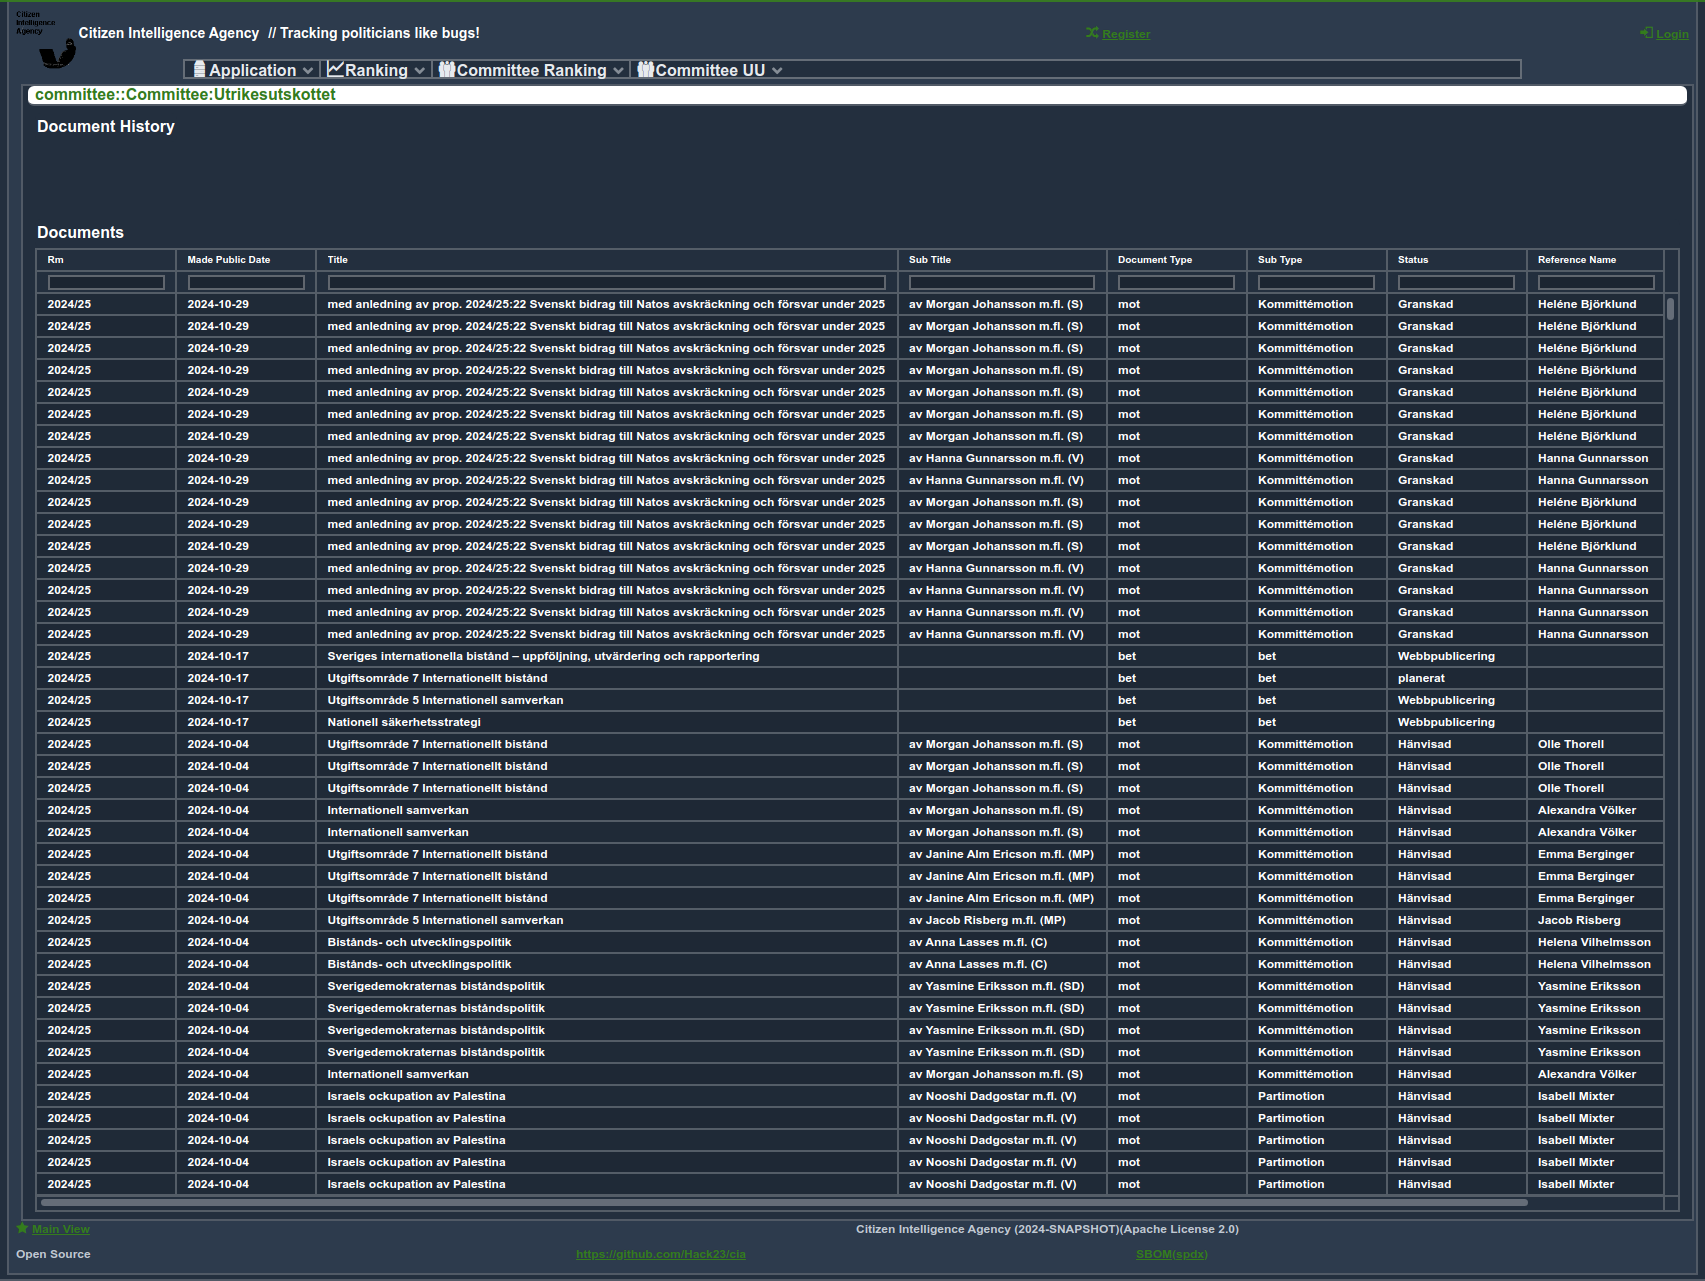 Citizen
Intelligence
Agency
Citizen Intelligence Agency // Tracking politicians like bugs!
Register
Login
Application Ranking Committee Ranking Committee UU
committee::Committee:Utrikesutskottet
Document History
Documents
Rm Made Public Date Title Sub Title Document Type Sub Type Status Reference Name
2024/25 2024-10-29 med anledning av prop. 2024/25:22 Svenskt bidrag till Natos avskräckning och försvar under 2025 av Morgan Johansson m.fl. (S) mot Kommittémotion Granskad Heléne Björklund
2024/25 2024-10-29 med anledning av prop. 2024/25:22 Svenskt bidrag till Natos avskräckning och försvar under 2025 av Morgan Johansson m.fl. (S) mot Kommittémotion Granskad Heléne Björklund
2024/25 2024-10-29 med anledning av prop. 2024/25:22 Svenskt bidrag till Natos avskräckning och försvar under 2025 av Morgan Johansson m.fl. (S) mot Kommittémotion Granskad Heléne Björklund
2024/25 2024-10-29 med anledning av prop. 2024/25:22 Svenskt bidrag till Natos avskräckning och försvar under 2025 av Morgan Johansson m.fl. (S) mot Kommittémotion Granskad Heléne Björklund
2024/25 2024-10-29 med anledning av prop. 2024/25:22 Svenskt bidrag till Natos avskräckning och försvar under 2025 av Morgan Johansson m.fl. (S) mot Kommittémotion Granskad Heléne Björklund
2024/25 2024-10-29 med anledning av prop. 2024/25:22 Svenskt bidrag till Natos avskräckning och försvar under 2025 av Morgan Johansson m.fl. (S) mot Kommittémotion Granskad Heléne Björklund
2024/25 2024-10-29 med anledning av prop. 2024/25:22 Svenskt bidrag till Natos avskräckning och försvar under 2025 av Morgan Johansson m.fl. (S) mot Kommittémotion Granskad Heléne Björklund
2024/25 2024-10-29 med anledning av prop. 2024/25:22 Svenskt bidrag till Natos avskräckning och försvar under 2025 av Hanna Gunnarsson m.fl. (V) mot Kommittémotion Granskad Hanna Gunnarsson
2024/25 2024-10-29 med anledning av prop. 2024/25:22 Svenskt bidrag till Natos avskräckning och försvar under 2025 av Hanna Gunnarsson m.fl. (V) mot Kommittémotion Granskad Hanna Gunnarsson
2024/25 2024-10-29 med anledning av prop. 2024/25:22 Svenskt bidrag till Natos avskräckning och försvar under 2025 av Morgan Johansson m.fl. (S) mot Kommittémotion Granskad Heléne Björklund
2024/25 2024-10-29 med anledning av prop. 2024/25:22 Svenskt bidrag till Natos avskräckning och försvar under 2025 av Morgan Johansson m.fl. (S) mot Kommittémotion Granskad Heléne Björklund
2024/25 2024-10-29 med anledning av prop. 2024/25:22 Svenskt bidrag till Natos avskräckning och försvar under 2025 av Morgan Johansson m.fl. (S) mot Kommittémotion Granskad Heléne Björklund
2024/25 2024-10-29 med anledning av prop. 2024/25:22 Svenskt bidrag till Natos avskräckning och försvar under 2025 av Hanna Gunnarsson m.fl. (V) mot Kommittémotion Granskad Hanna Gunnarsson
2024/25 2024-10-29 med anledning av prop. 2024/25:22 Svenskt bidrag till Natos avskräckning och försvar under 2025 av Hanna Gunnarsson m.fl. (V) mot Kommittémotion Granskad Hanna Gunnarsson
2024/25 2024-10-29 med anledning av prop. 2024/25:22 Svenskt bidrag till Natos avskräckning och försvar under 2025 av Hanna Gunnarsson m.fl. (V) mot Kommittémotion Granskad Hanna Gunnarsson
2024/25 2024-10-29 med anledning av prop. 2024/25:22 Svenskt bidrag till Natos avskräckning och försvar under 2025 av Hanna Gunnarsson m.fl. (V) mot Kommittémotion Granskad Hanna Gunnarsson
2024/25 2024-10-17 Sveriges internationella bistånd – uppföljning, utvärdering och rapportering bet bet Webbpublicering
2024/25 2024-10-17 Utgiftsområde 7 Internationellt bistånd bet bet planerat
2024/25 2024-10-17 Utgiftsområde 5 Internationell samverkan bet bet Webbpublicering
2024/25 2024-10-17 Nationell säkerhetsstrategi bet bet Webbpublicering
2024/25 2024-10-04 Utgiftsområde 7 Internationellt bistånd av Morgan Johansson m.fl. (S) mot Kommittémotion Hänvisad Olle Thorell
2024/25 2024-10-04 Utgiftsområde 7 Internationellt bistånd av Morgan Johansson m.fl. (S) mot Kommittémotion Hänvisad Olle Thorell
2024/25 2024-10-04 Utgiftsområde 7 Internationellt bistånd av Morgan Johansson m.fl. (S) mot Kommittémotion Hänvisad Olle Thorell
2024/25 2024-10-04 Internationell samverkan av Morgan Johansson m.fl. (S) mot Kommittémotion Hänvisad Alexandra Völker
2024/25 2024-10-04 Internationell samverkan av Morgan Johansson m.fl. (S) mot Kommittémotion Hänvisad Alexandra Völker
2024/25 2024-10-04 Utgiftsområde 7 Internationellt bistånd av Janine Alm Ericson m.fl. (MP) mot Kommittémotion Hänvisad Emma Berginger
2024/25 2024-10-04 Utgiftsområde 7 Internationellt bistånd av Janine Alm Ericson m.fl. (MP) mot Kommittémotion Hänvisad Emma Berginger
2024/25 2024-10-04 Utgiftsområde 7 Internationellt bistånd av Janine Alm Ericson m.fl. (MP) mot Kommittémotion Hänvisad Emma Berginger
2024/25 2024-10-04 Utgiftsområde 5 Internationell samverkan av Jacob Risberg m.fl. (MP) mot Kommittémotion Hänvisad Jacob Risberg
2024/25 2024-10-04 Bistånds- och utvecklingspolitik av Anna Lasses m.fl. (C) mot Kommittémotion Hänvisad Helena Vilhelmsson
2024/25 2024-10-04 Bistånds- och utvecklingspolitik av Anna Lasses m.fl. (C) mot Kommittémotion Hänvisad Helena Vilhelmsson
2024/25 2024-10-04 Sverigedemokraternas biståndspolitik av Yasmine Eriksson m.fl. (SD) mot Kommittémotion Hänvisad Yasmine Eriksson
2024/25 2024-10-04 Sverigedemokraternas biståndspolitik av Yasmine Eriksson m.fl. (SD) mot Kommittémotion Hänvisad Yasmine Eriksson
2024/25 2024-10-04 Sverigedemokraternas biståndspolitik av Yasmine Eriksson m.fl. (SD) mot Kommittémotion Hänvisad Yasmine Eriksson
2024/25 2024-10-04 Sverigedemokraternas biståndspolitik av Yasmine Eriksson m.fl. (SD) mot Kommittémotion Hänvisad Yasmine Eriksson
2024/25 2024-10-04 Internationell samverkan av Morgan Johansson m.fl. (S) mot Kommittémotion Hänvisad Alexandra Völker
2024/25 2024-10-04 Israels ockupation av Palestina av Nooshi Dadgostar m.fl. (V) mot Partimotion Hänvisad Isabell Mixter
2024/25 2024-10-04 Israels ockupation av Palestina av Nooshi Dadgostar m.fl. (V) mot Partimotion Hänvisad Isabell Mixter
2024/25 2024-10-04 Israels ockupation av Palestina av Nooshi Dadgostar m.fl. (V) mot Partimotion Hänvisad Isabell Mixter
2024/25 2024-10-04 Israels ockupation av Palestina av Nooshi Dadgostar m.fl. (V) mot Partimotion Hänvisad Isabell Mixter
2024/25 2024-10-04 Israels ockupation av Palestina av Nooshi Dadgostar m.fl. (V) mot Partimotion Hänvisad Isabell Mixter
Main View Citizen Intelligence Agency (2024-SNAPSHOT)(Apache License 2.0)
Open Source https://github.com/Hack23/cia SBOM(spdx)